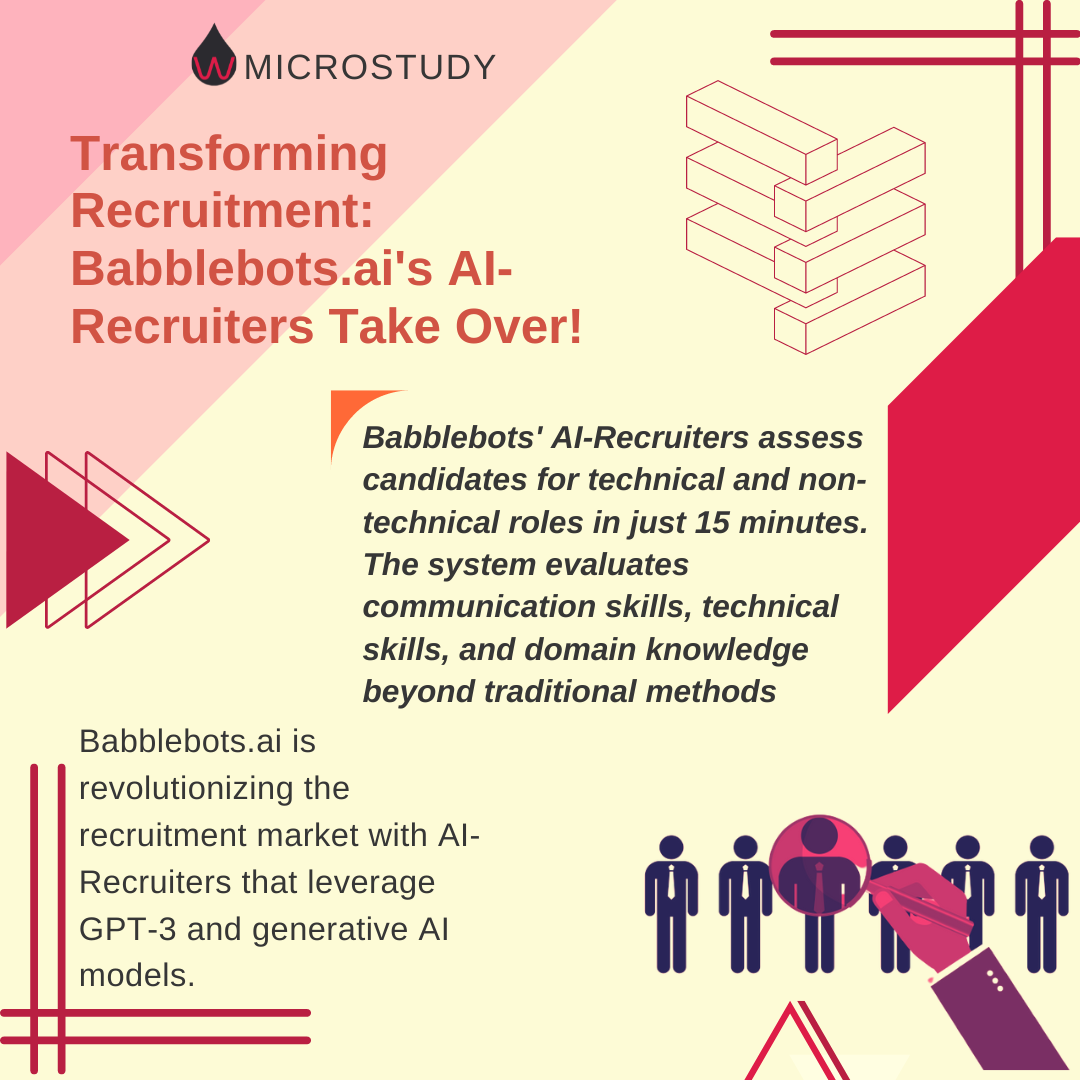 MICROSTUDY
Transforming
Recruitment:
Babblebots.ai's AI-
Recruiters Take Over!
Babblebots' AI-Recruiters assess
candidates for technical and non-
technical roles in just 15 minutes.
The system evaluates
communication skills, technical
skills, and domain knowledge
beyond traditional methods
Babblebots.ai is
revolutionizing the
recruitment market with AI-
Recruiters that leverage
GPT-3 and generative AI
models.